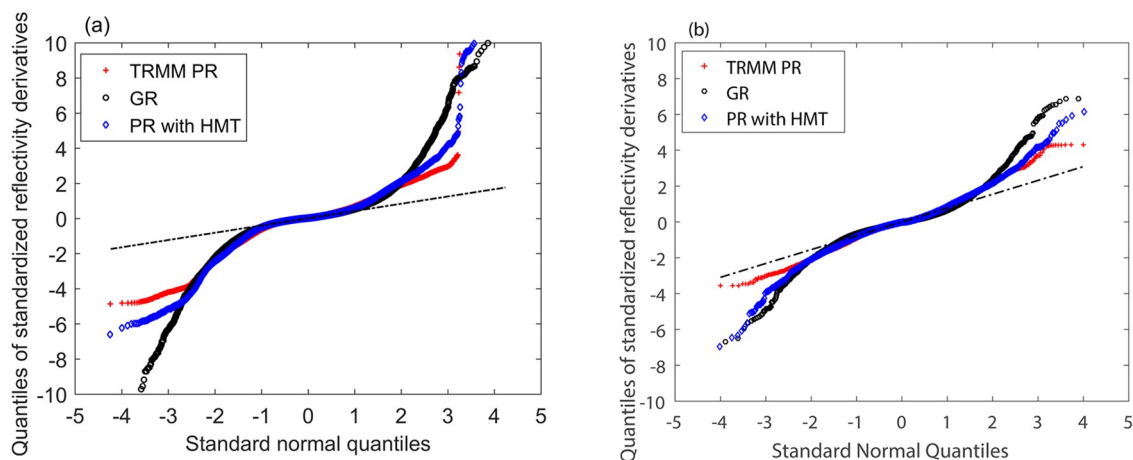 (a)
Quantiles of standardized reflectivity derivatives
10
8
6
4
2
0
-2
-4
-6
-8
-10
TRMM PR
GR
PR with HMT
-5 -4 -3 -2 -1 0 1 2 3 4 5
Standard normal quantiles
(b)
Quantiles of standardized reflectivity derivatives
10
8
6
4
2
0
-2
-4
-6
-8
-10
TRMM PR
GR
PR with HMT
-5 -4 -3 -2 -1 0 1 2 3 4 5
Standard Normal Quantiles